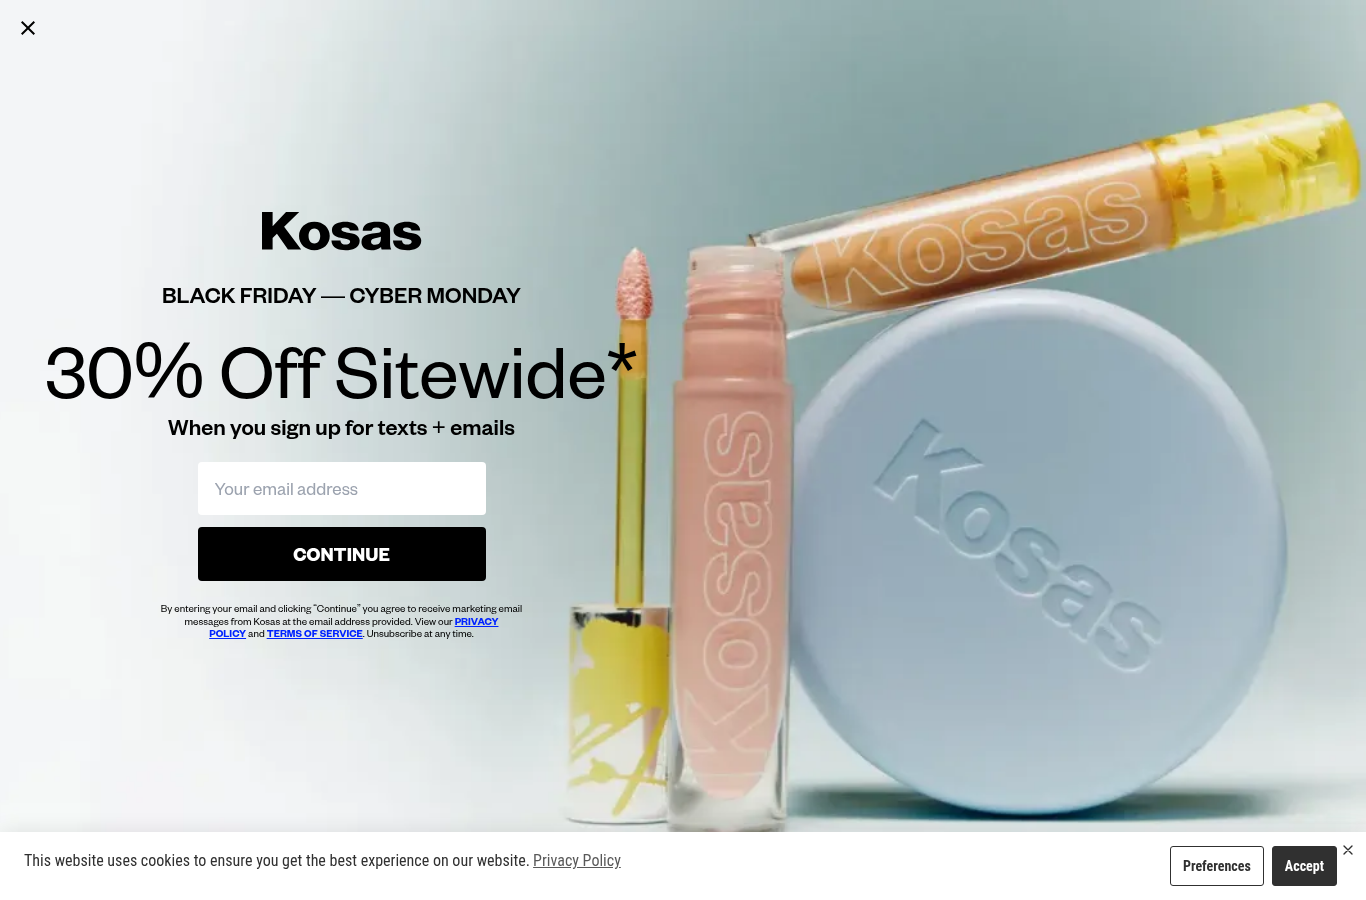 Kosas
BLACK FRIDAY — CYBER MONDAY
30% Off Sitewide*
When you sign up for texts + emails
Your email address
CONTINUE
By entering your email and clicking "Continue" you agree to receive marketing email
messages from Kosas at the email address provided. View our PRIVACY
POLICY and TERMS OF SERVICE. Unsubscribe at any time.
Kosas
Kosas
Kosas
This website uses cookies to ensure you get the best experience on our website. Privacy Policy
Preferences
Accept